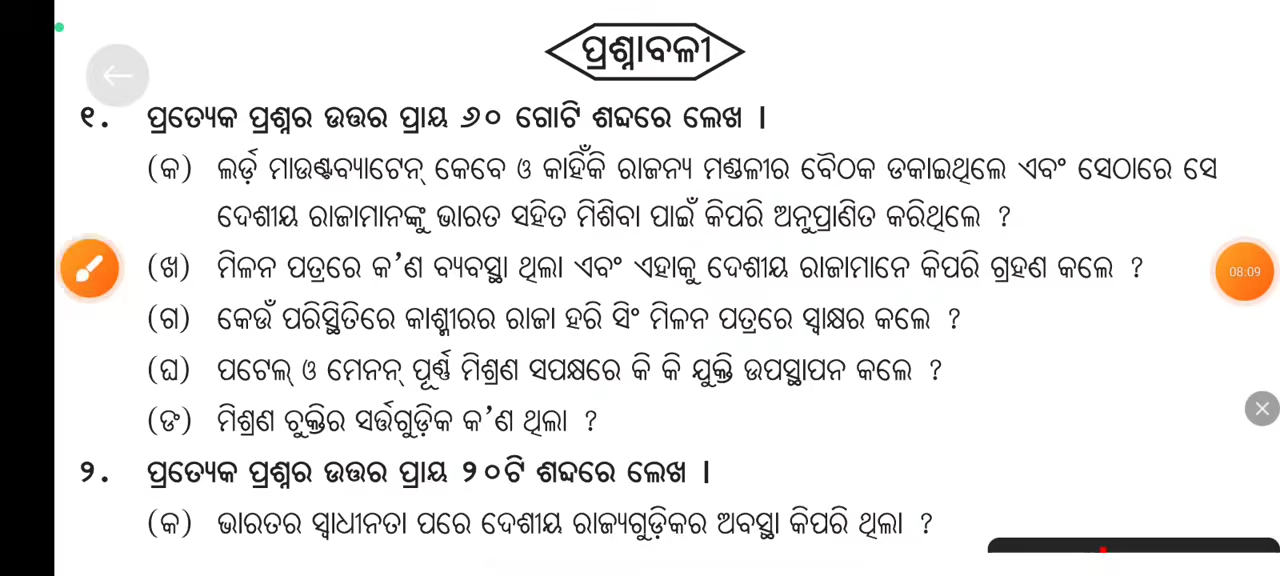 ପ୍ରଶ୍ନାବଳୀ
୧. ପ୍ରତ୍ୟେକ ପ୍ରଶ୍ନର ଉତ୍ତର ପ୍ରାୟ ୬୦ ଗୋଟି ଶବ୍ଦରେ ଲେଖ ।
(କ) ଲର୍ଡ଼ ମାଉଣ୍ଟବ୍ୟାଟେନ୍ କେବେ ଓ କାହିଁକି ରାଜନ୍ୟ ମଣ୍ଡଳୀର ବୈଠକ ଡକାଇଥିଲେ ଏବଂ ସେଠାରେ ସେ
ଦେଶୀୟ ରାଜାମାନଙ୍କୁ ଭାରତ ସହିତ ମିଶିବା ପାଇଁ କିପରି ଅନୁପ୍ରାଣିତ କରିଥିଲେ ?
(ଖ) ମିଳନ ପତ୍ରରେ କ’ଣ ବ୍ୟବସ୍ଥା ଥିଲା ଏବଂ ଏହାକୁ ଦେଶୀୟ ରାଜାମାନେ କିପରି ଗ୍ରହଣ କଲେ ?
08:09
(ଗ) କେଉଁ ପରିସ୍ଥିତିରେ କାଶ୍ମୀରର ରାଜା ହରି ସିଂ ମିଳନ ପତ୍ରରେ ସ୍ୱାକ୍ଷର କଲେ ?
(ଘ) ପଟେଲ୍ ଓ ମେନନ୍ ପୂର୍ଣ୍ଣ ମିଶ୍ରଣ ସପକ୍ଷରେ କି କି ଯୁକ୍ତି ଉପସ୍ଥାପନ କଲେ ?
(ଙ) ମିଶ୍ରଣ ଚୁକ୍ତିର ସର୍ତ୍ତଗୁଡ଼ିକ କ’ଣ ଥିଲା ?
୨. ପ୍ରତ୍ୟେକ ପ୍ରଶ୍ନର ଉତ୍ତର ପ୍ରାୟ ୨୦ଟି ଶବ୍ଦରେ ଲେଖ ।
(କ) ଭାରତର ସ୍ୱାଧୀନତା ପରେ ଦେଶୀୟ ରାଜ୍ୟଗୁଡ଼ିକର ଅବସ୍ଥା କିପରି ଥିଲା ?